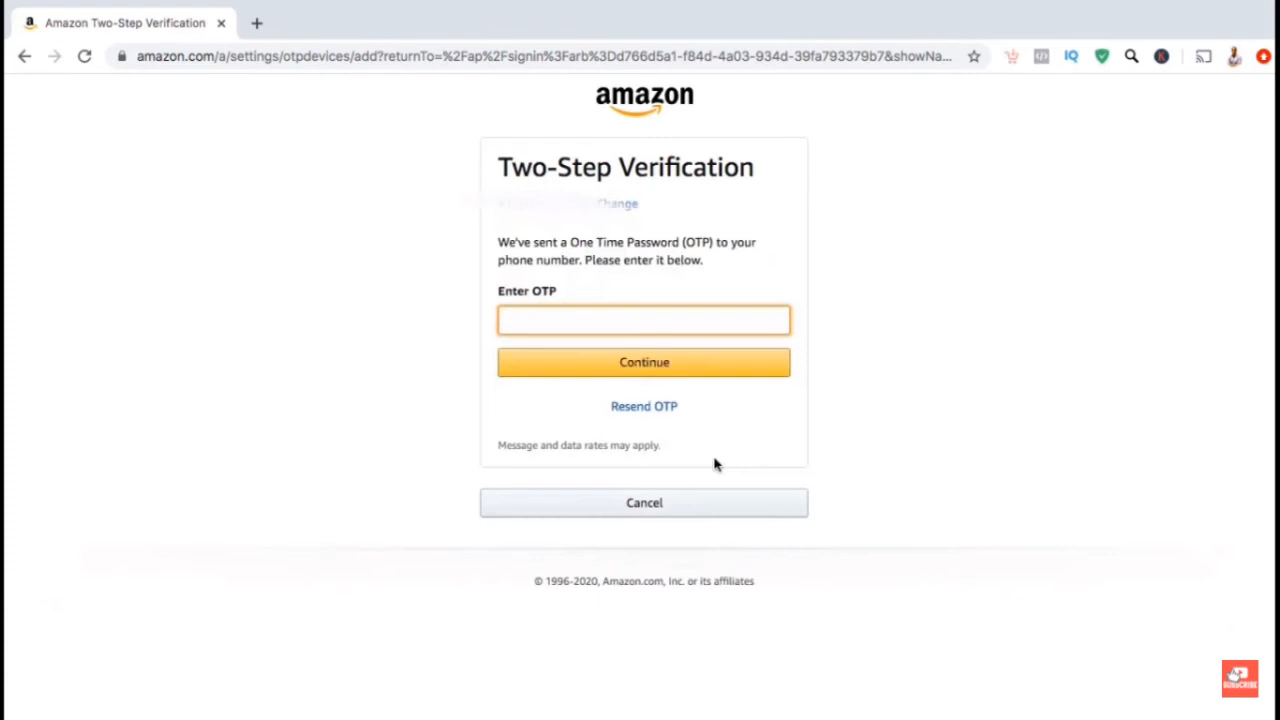 Amazon Two-Step Verification
amazon.com/a/settings/otpdevices/add?returnTo=%2Fap%2Fsignin%3Farb%3Dd766d5a1-f84d-4a03-934d-39fa793379b7&showNa...
IQ
amazon
Two-Step Verification
Change
We've sent a One Time Password (OTP) to your
phone number. Please enter it below.
Enter OTP
Continue
Resend OTP
Message and data rates may apply.
Cancel
© 1996-2020, Amazon.com, Inc. or its affiliates
SUBSCRIBE